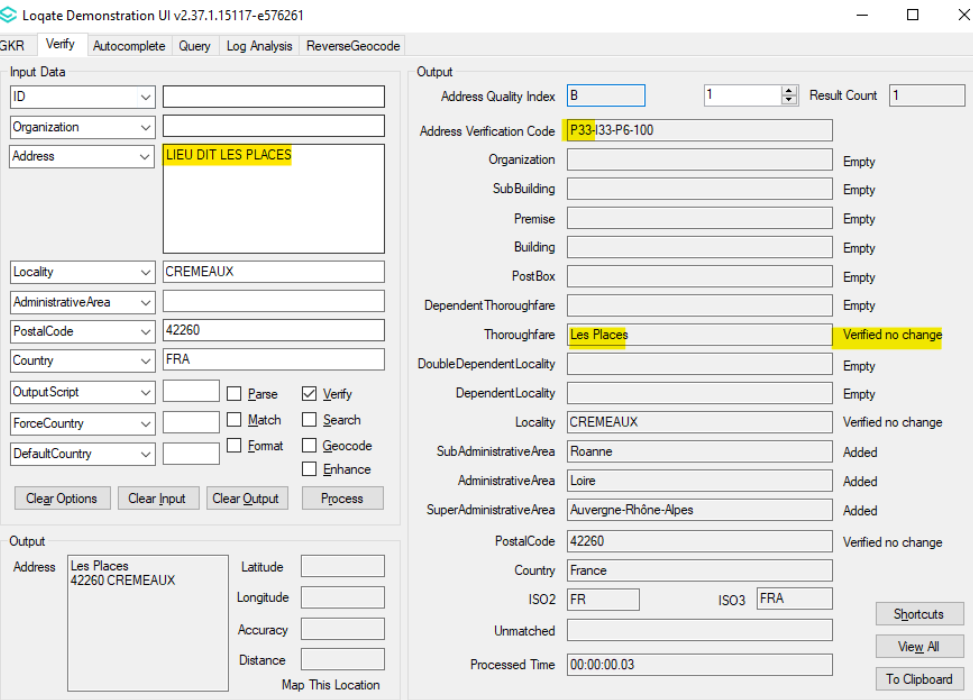 Loqate Demonstration UI v2.37.1.15117-e576261
GKR Verify Autocomplete Query Log Analysis ReverseGeocode
Input Data
ID
Organization
Address LIEU DIT LES PLACES
Locality CREMEAUX
AdministrativeArea
PostalCode 42260
Country FRA
OutputScript Parse Verify
ForceCountry Match Search
DefaultCountry Format Geocode
Enhance
Clear Options Clear Input Clear Output Process
Output
Address Les Places
42260 CREMEAUX
Latitude
Longitude
Accuracy
Distance
Map This Location
Output
Address Quality Index B 1 Result Count 1
Address Verification Code P33-I33-P6-100
Organization Empty
SubBuilding Empty
Premise Empty
Building Empty
PostBox Empty
DependentThoroughfare Empty
Thoroughfare Les Places Verified no change
DoubleDependentLocality Empty
DependentLocality Empty
Locality CREMEAUX Verified no change
SubAdministrativeArea Roanne Added
AdministrativeArea Loire Added
SuperAdministrativeArea Auvergne-Rhône-Alpes Added
PostalCode 42260 Verified no change
Country France
ISO2 FR ISO3 FRA
Unmatched
Processed Time 00:00:00.03
Shortcuts
View All
To Clipboard